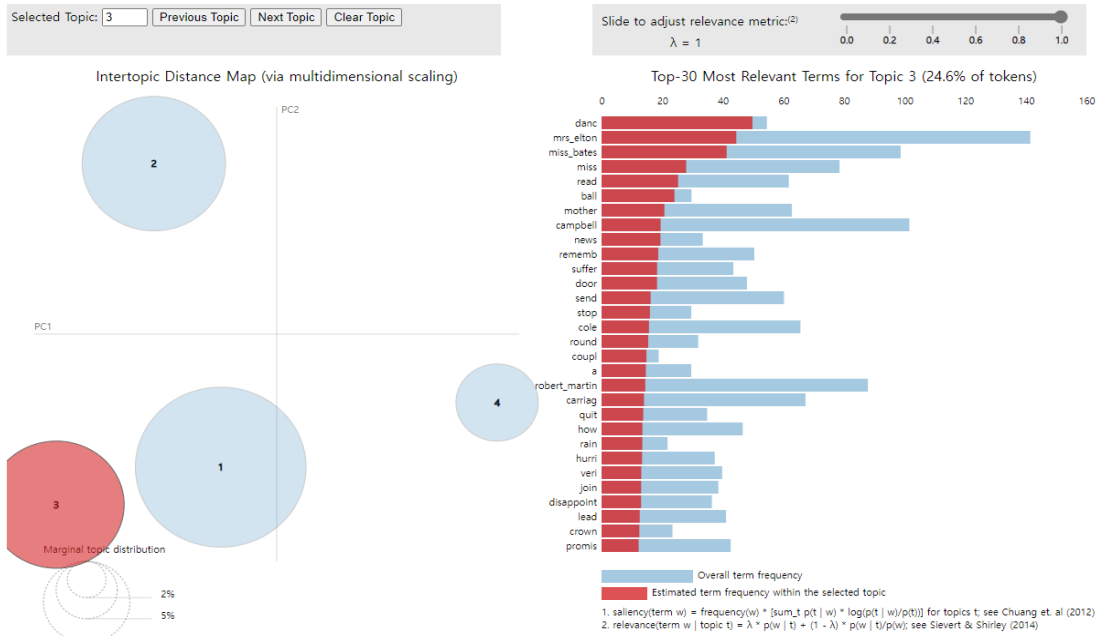 Selected Topic: 3 Previous Topic Next Topic Clear Topic
Slide to adjust relevance metric:(2)
λ = 1
0.0 0.2 0.4 0.6 0.8 1.0
Intertopic Distance Map (via multidimensional scaling)
PC2
PC1
2
1
4
3
Marginal topic distribution
2%
5%
Top-30 Most Relevant Terms for Topic 3 (24.6% of tokens)
0 20 40 60 80 100 120 140 160
danc
mrs_elton
miss_bates
miss
read
ball
mother
campbell
news
rememb
suffer
door
send
stop
cole
round
coupl
a
robert_martin
carriag
quit
how
rain
hurri
veri
join
disappoint
lead
crown
promis
Overall term frequency
Estimated term frequency within the selected topic
1. saliency(term w) = frequency(w) * [sum_t p(t | w) * log(p(t | w)/p(t))] for topics t; see Chuang et. al (2012)
2. relevance(term w | topic t) = λ * p(w | t) + (1 - λ) * p(w | t)/p(w); see Sievert & Shirley (2014)